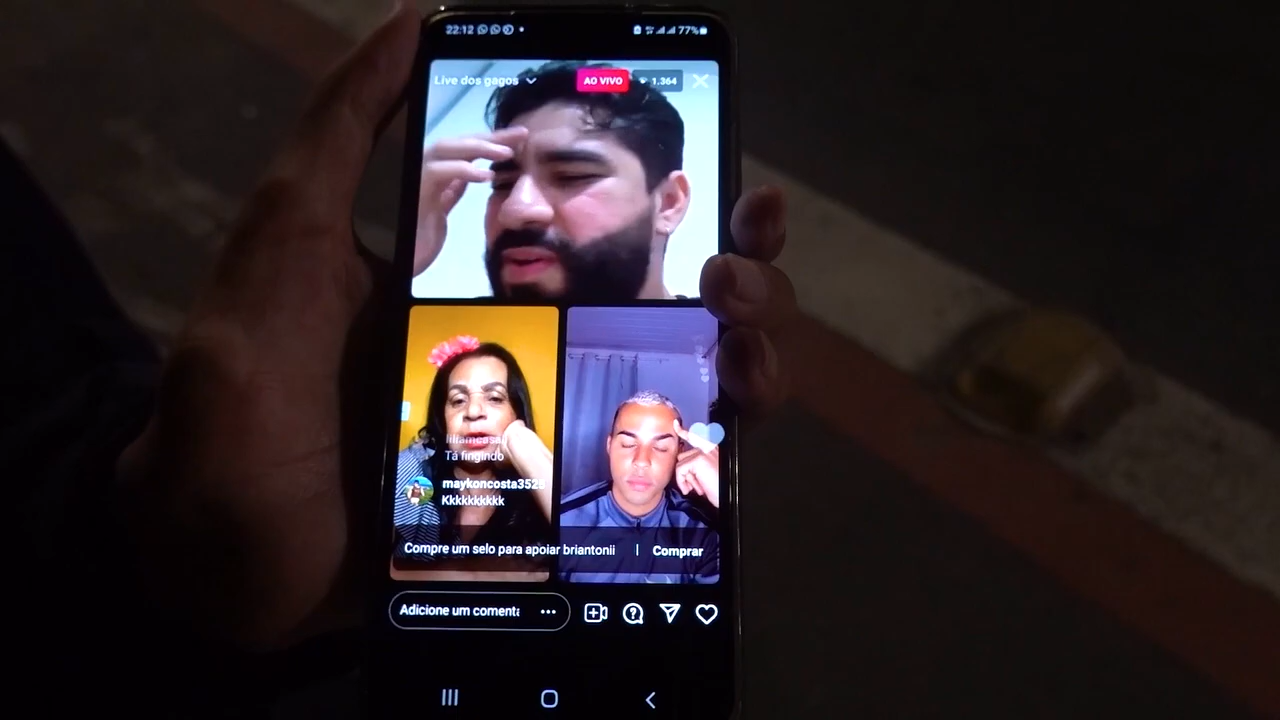 22:12
77%
Live dos gagos
AO VIVO
1.364
Tá fingindo
maykoncosta3526
Kkkkkkkkkk
Compre um selo para apoiar briantonii | Comprar
Adicione um comenta